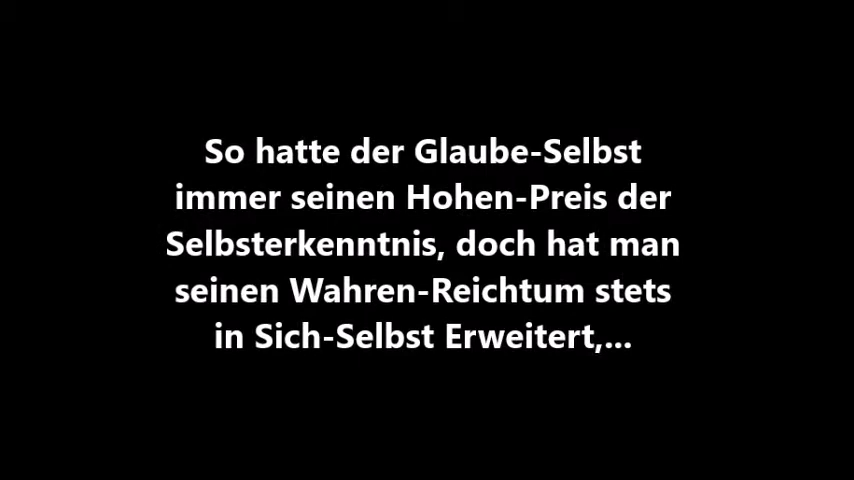 So hatte der Glaube-Selbst
immer seinen Hohen-Preis der
Selbsterkenntnis, doch hat man
seinen Wahren-Reichtum stets
in Sich-Selbst Erweitert,...